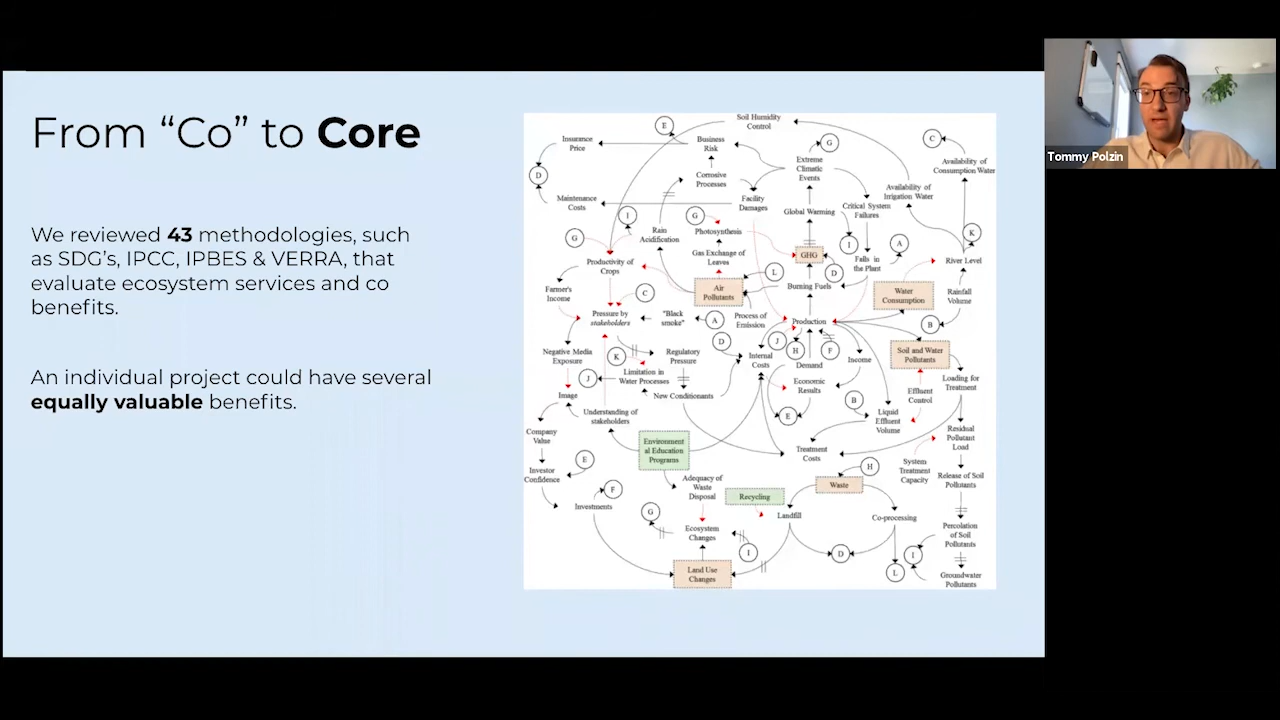 From “Co” to Core
We reviewed 43 methodologies, such
as SDGs, IPCC, IPBES & VERRA, that
evaluate ecosystem services and co
benefits.
An individual project could have several
equally valuable benefits.
Tommy Polzin
Soil Humidity
Control
E
Insurance
Price
Business
Risk
G
C
Extreme
Climatic
Events
Availability of
Consumption Water
D
Corrosive
Processes
Availability of
Irrigation Water
Maintenance
Costs
Facility
Damages
Global Warming
Critical System
Failures
I
G
Photosynthesis
K
G
Rain
Acidification
I
A
Gas Exchange of
Leaves
GHG
Fails in
the Plant
River Level
Productivity of
Crops
L
D
Farmer's
Income
C
Air
Pollutants
Burning Fuels
Water
Consumption
Rainfall
Volume
Pressure by
stakeholders
"Black
smoke"
A
Process of
Emission
Production
B
D
J
H
F
Negative Media
Exposure
K
Regulatory
Pressure
Internal
Costs
Demand
Income
Soil and Water
Pollutants
J
Limitation in
Water Processes
Economic
Results
Loading for
Treatment
Image
New Conditionants
B
Effluent
Control
Understanding of
stakeholders
E
Liquid
Effluent
Volume
Company
Value
Environment
al Education
Programs
Treatment
Costs
Residual
Pollutant
Load
Investor
Confidence
E
H
System
Treatment
Capacity
F
Adequacy of
Waste
Disposal
Recycling
Waste
Release of Soil
Pollutants
Investments
G
Landfill
Co-processing
Ecosystem
Changes
Percolation
of Soil
Pollutants
I
D
I
Land Use
Changes
L
Groundwater
Pollutants